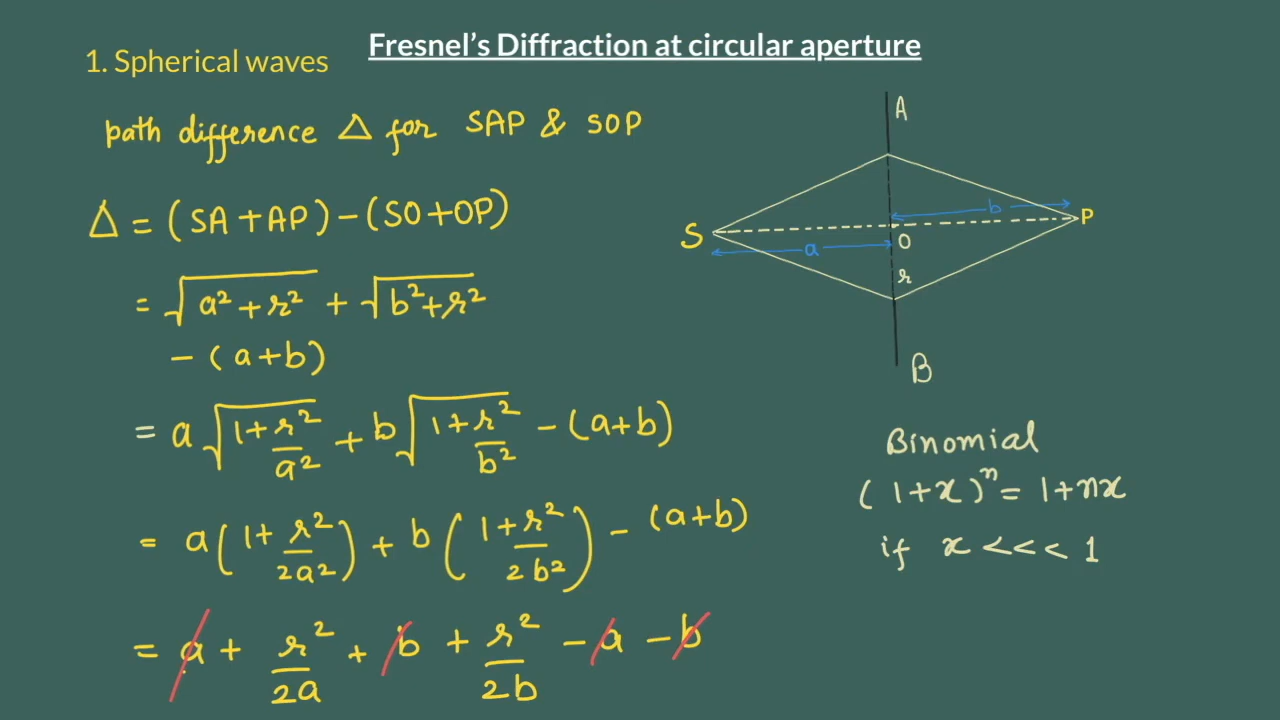 Fresnel's Diffraction at circular aperture
1. Spherical waves
path difference Δ for SAP & SOP
Δ = (SA + AP) - (SO + OP)
= √(a² + r²) + √(b² + r²)
- (a + b)
= a √(1 + r²/a²) + b √(1 + r²/b²) - (a + b)
= a (1 + r²/2a²) + b (1 + r²/2b²) - (a + b)
= a + r²/2a + b + r²/2b - a - b
A
b
S
P
a
O
r
B
Binomial
(1 + x)ⁿ = 1 + nx
if x <<< 1